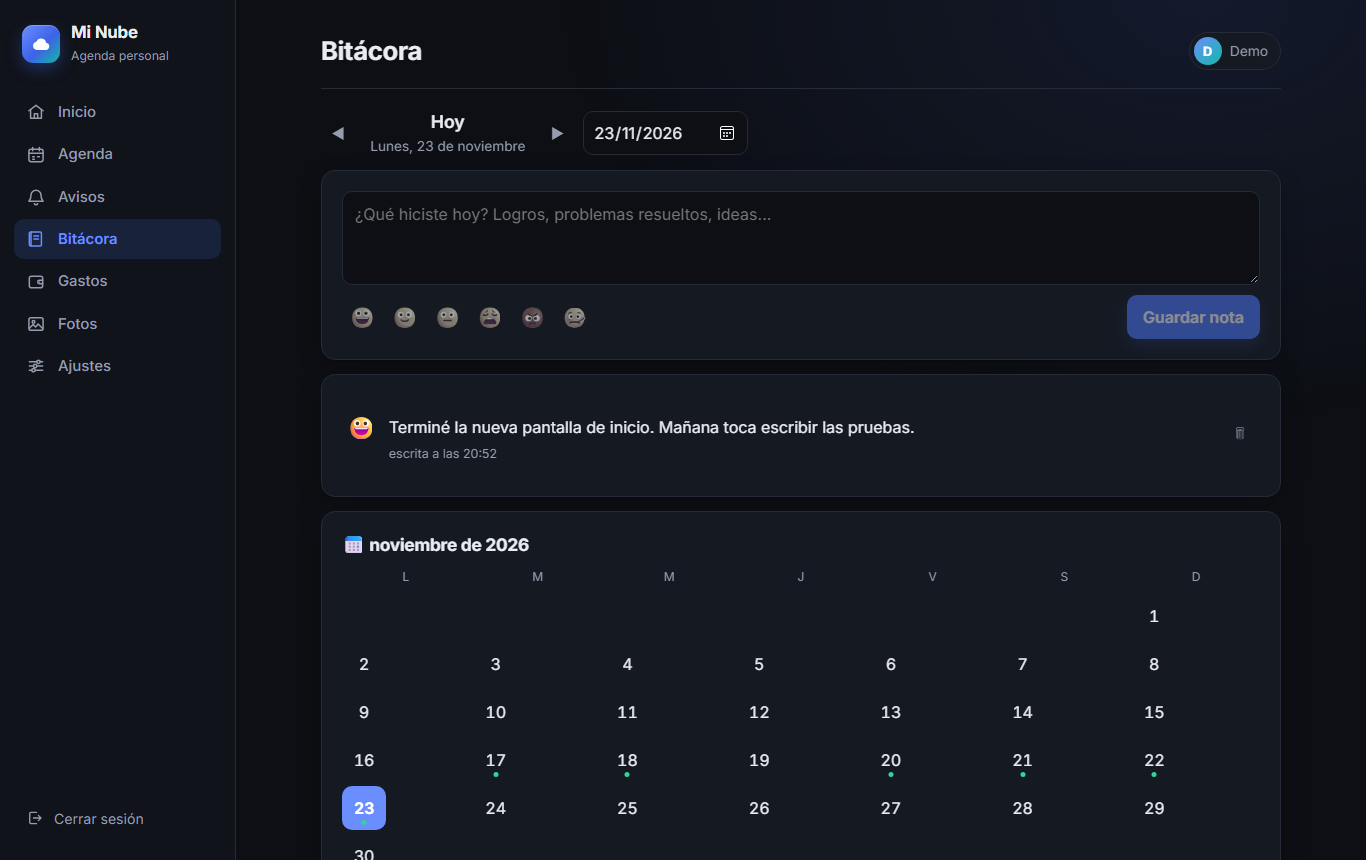 Mi Nube
Agenda personal
Inicio
Agenda
Avisos
Bitácora
Gastos
Fotos
Ajustes
Cerrar sesión
Bitácora
D Demo
◀ Hoy ▶
Lunes, 23 de noviembre
23/11/2026
¿Qué hiciste hoy? Logros, problemas resueltos, ideas...
Guardar nota
Terminé la nueva pantalla de inicio. Mañana toca escribir las pruebas.
escrita a las 20:52
noviembre de 2026
L M M J V S D
1
2 3 4 5 6 7 8
9 10 11 12 13 14 15
16 17 18 19 20 21 22
23 24 25 26 27 28 29
30